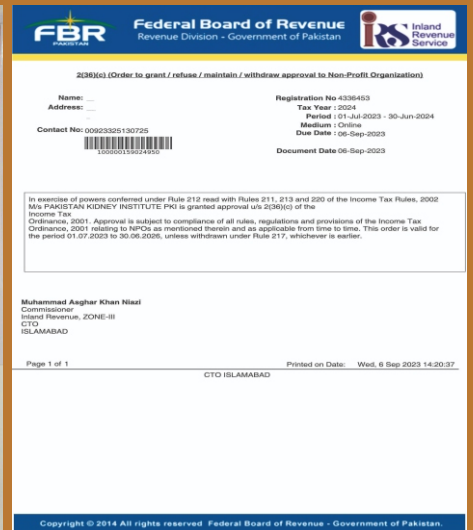 FBR
PAKISTAN
Federal Board of Revenue
Revenue Division - Government of Pakistan
IRS
Inland
Revenue
Service
2(36)(c) (Order to grant / refuse / maintain / withdraw approval to Non-Profit Organization)
Name: __
Address: __
Contact No: 00923325130725
100000159024950
Registration No 4336453
Tax Year : 2024
Period : 01-Jul-2023 - 30-Jun-2024
Medium : Online
Due Date : 06-Sep-2023
Document Date 06-Sep-2023
In exercise of powers conferred under Rule 212 read with Rules 211, 213 and 220 of the Income Tax Rules, 2002
M/s PAKISTAN KIDNEY INSTITUTE PKI is granted approval u/s 2(36)(c) of the
Income Tax
Ordinance, 2001. Approval is subject to compliance of all rules, regulations and provisions of the Income Tax
Ordinance, 2001 relating to NPOs as mentioned therein and as applicable from time to time. This order is valid for
the period 01.07.2023 to 30.06.2026, unless withdrawn under Rule 217, whichever is earlier.
Muhammad Asghar Khan Niazi
Commissioner
Inland Revenue, ZONE-III
CTO
ISLAMABAD
Page 1 of 1
Printed on Date: Wed, 6 Sep 2023 14:20:37
CTO ISLAMABAD
Copyright © 2014 All rights reserved Federal Board of Revenue - Government of Pakistan.